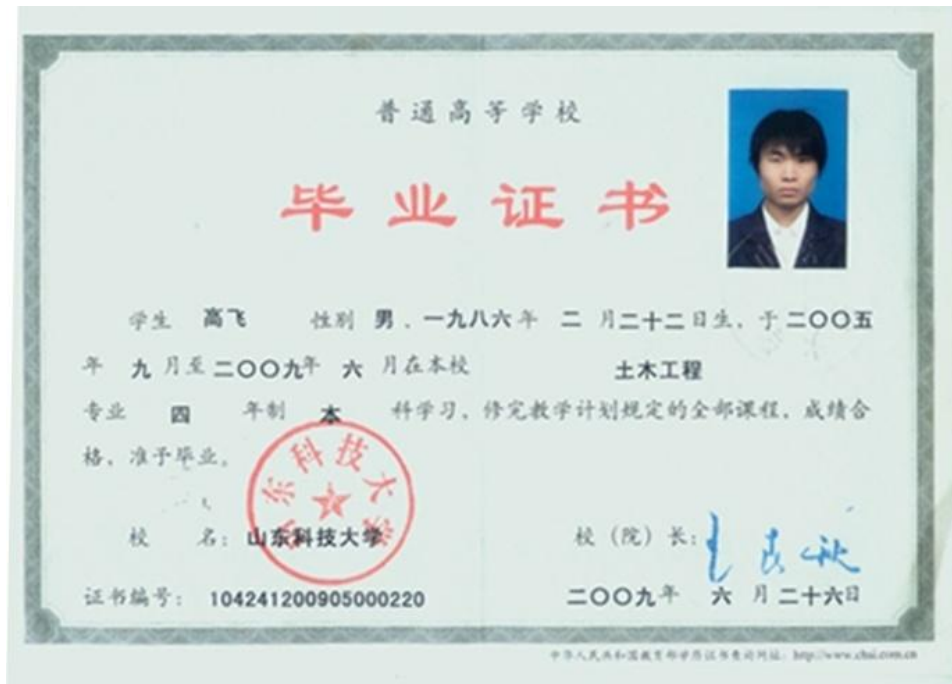 普通高等学校
毕业证书
学生 高飞 性别 男，一九八六年 二 月二十二日生，于二〇〇五
年 九 月至二〇〇九年 六 月在本校 土木工程
专业 四 年制 本 科学习，修完教学计划规定的全部课程，成绩合
格，准予毕业。
山东科技大学
校 名：山东科技大学 校（院）长：
证书编号：104241200905000220 二〇〇九年 六 月二十六日
中华人民共和国教育部学历证书查询网址：http://www.chsi.com.cn